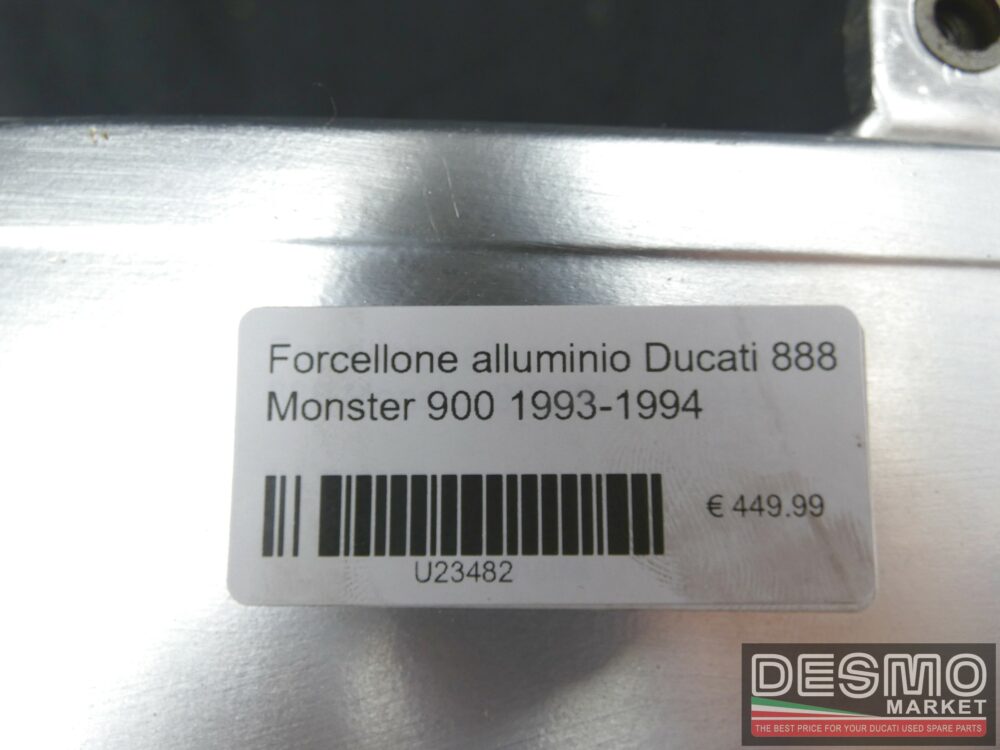 Forcellone alluminio Ducati 888
Monster 900 1993-1994
€ 449.99
U23482
DESMO
MARKET
THE BEST PRICE FOR YOUR DUCATI USED SPARE PARTS